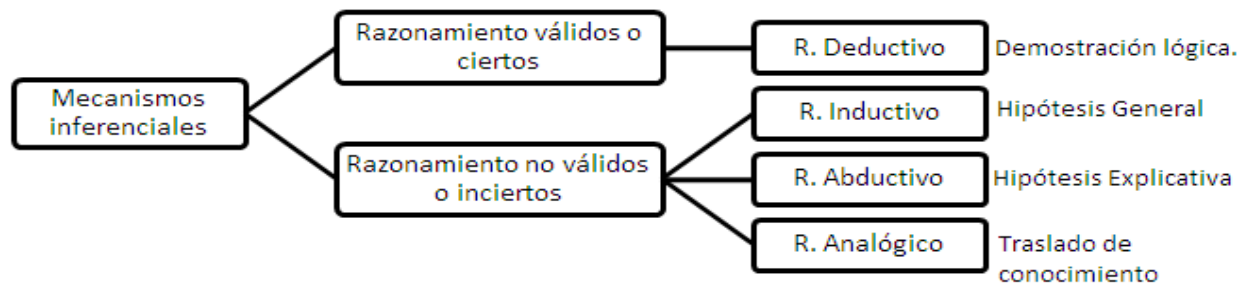 Mecanismos
inferenciales
Razonamiento válidos o
ciertos
R. Deductivo
Demostración lógica.
Razonamiento no válidos
o inciertos
R. Inductivo
Hipótesis General
R. Abductivo
Hipótesis Explicativa
R. Analógico
Traslado de
conocimiento